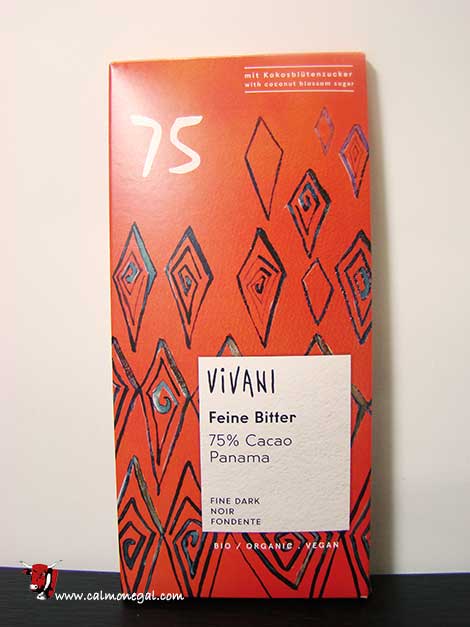 mit Kokosblütenzucker
with coconut blossom sugar
75
ViVANI
Feine Bitter
75% Cacao
Panama
FINE DARK
NOIR
FONDENTE
BIO / ORGANIC . VEGAN
www.calmonegal.com